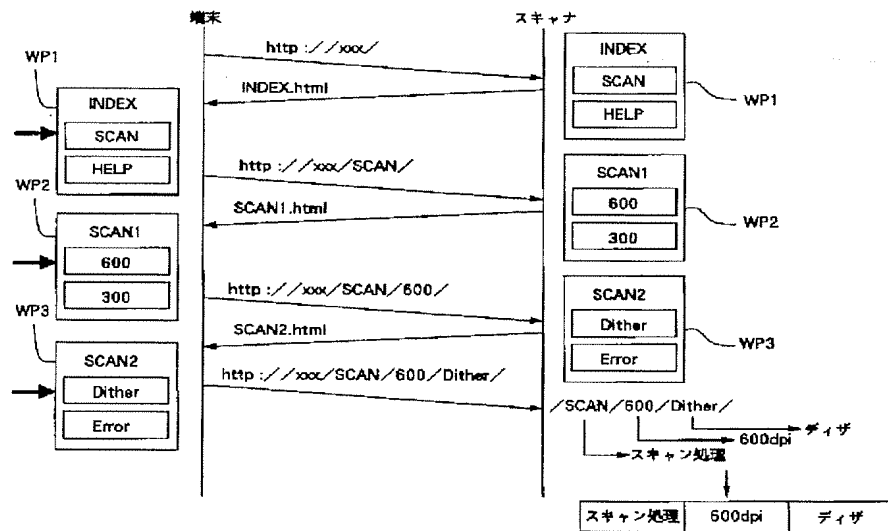 端末
スキャナ
WP1
INDEX
SCAN
HELP
http://xxx/
INDEX.html
INDEX
SCAN
HELP
WP1
http://xxx/SCAN/
SCAN1.html
WP2
SCAN1
600
300
SCAN1
600
300
WP2
http://xxx/SCAN/600/
SCAN2.html
WP3
SCAN2
Dither
Error
SCAN2
Dither
Error
WP3
http://xxx/SCAN/600/Dither/
/SCAN/600/Dither/
ディザ
600dpi
スキャン処理
スキャン処理 600dpi ディザ